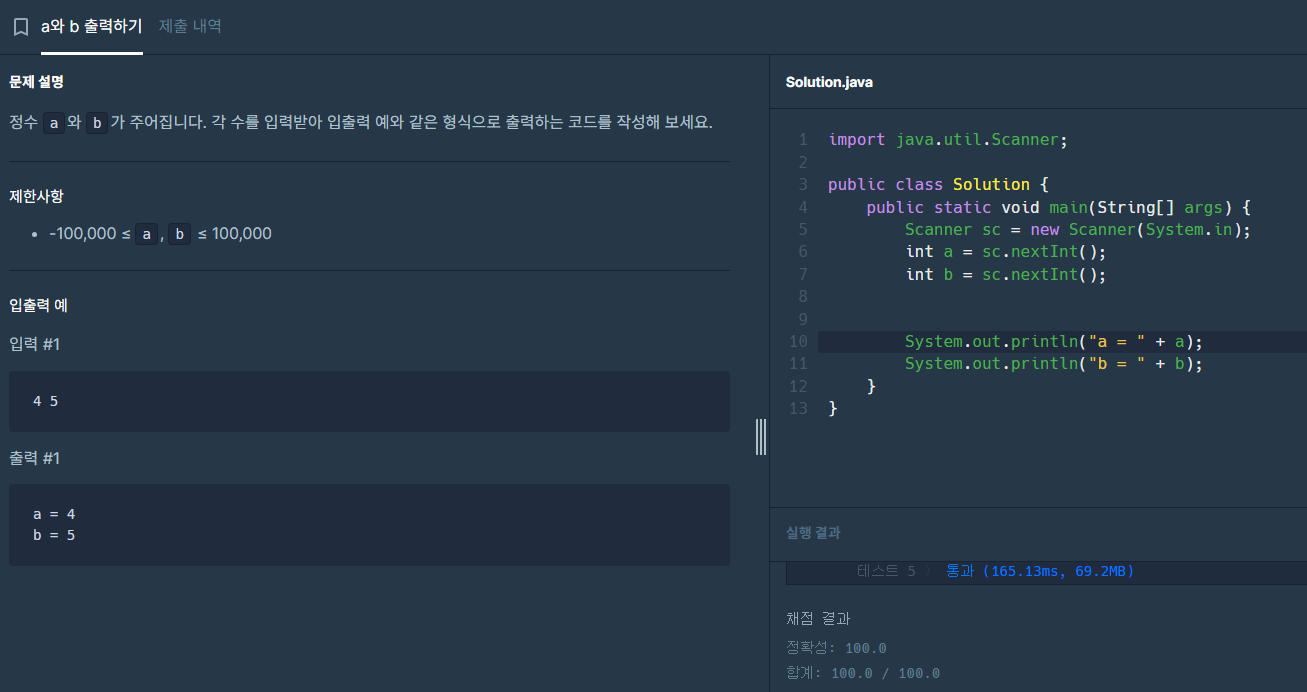 a와 b 출력하기 제출 내역
문제 설명
정수 a 와 b 가 주어집니다. 각 수를 입력받아 입출력 예와 같은 형식으로 출력하는 코드를 작성해 보세요.
제한사항
• -100,000 ≤ a , b ≤ 100,000
입출력 예
입력 #1
4 5
출력 #1
a = 4
b = 5
Solution.java
1 import java.util.Scanner;
2
3 public class Solution {
4     public static void main(String[] args) {
5         Scanner sc = new Scanner(System.in);
6         int a = sc.nextInt();
7         int b = sc.nextInt();
8
9
10         System.out.println("a = " + a);
11         System.out.println("b = " + b);
12     }
13 }
실행 결과
테스트 5 〉 통과 (165.13ms, 69.2MB)
채점 결과
정확성: 100.0
합계: 100.0 / 100.0